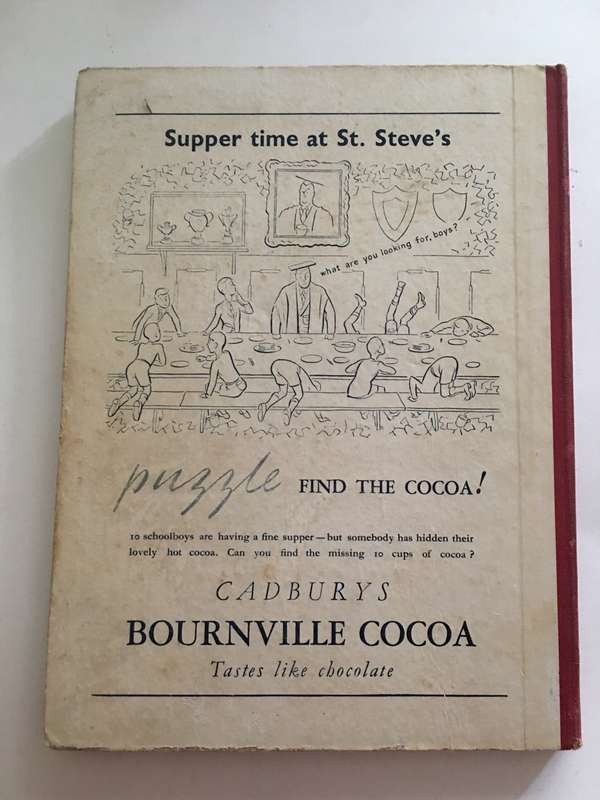 Supper time at St. Steve's
what are you looking for, boys?
puzzle FIND THE COCOA!
10 schoolboys are having a fine supper—but somebody has hidden their
lovely hot cocoa. Can you find the missing 10 cups of cocoa?
CADBURYS
BOURNVILLE COCOA
Tastes like chocolate